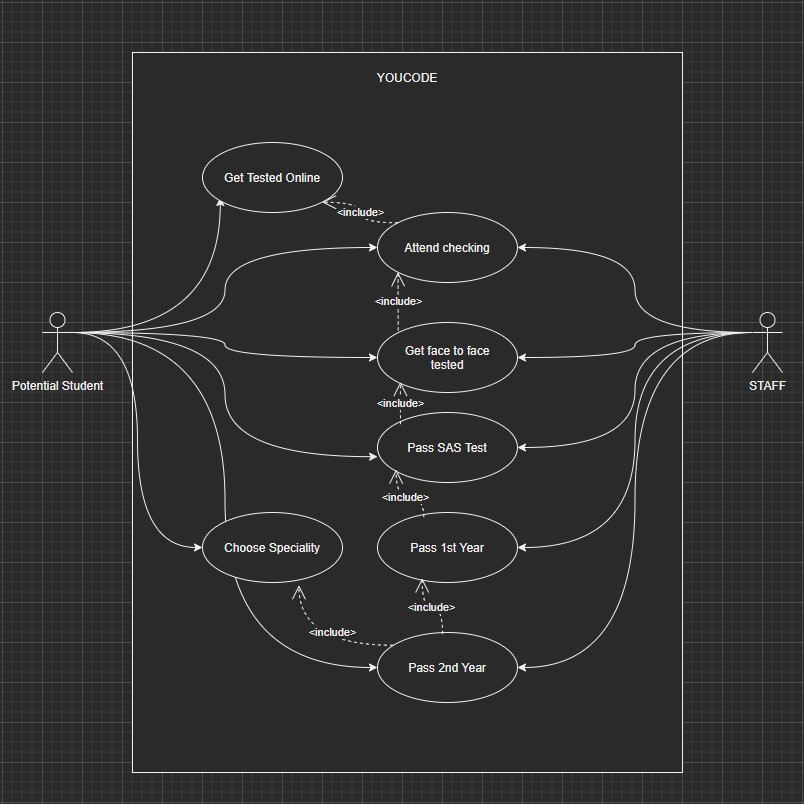 YOUCODE
Get Tested Online
<include>
Attend checking
<include>
Get face to face
tested
Potential Student
STAFF
<include>
Pass SAS Test
<include>
Choose Speciality
Pass 1st Year
<include>
<include>
Pass 2nd Year